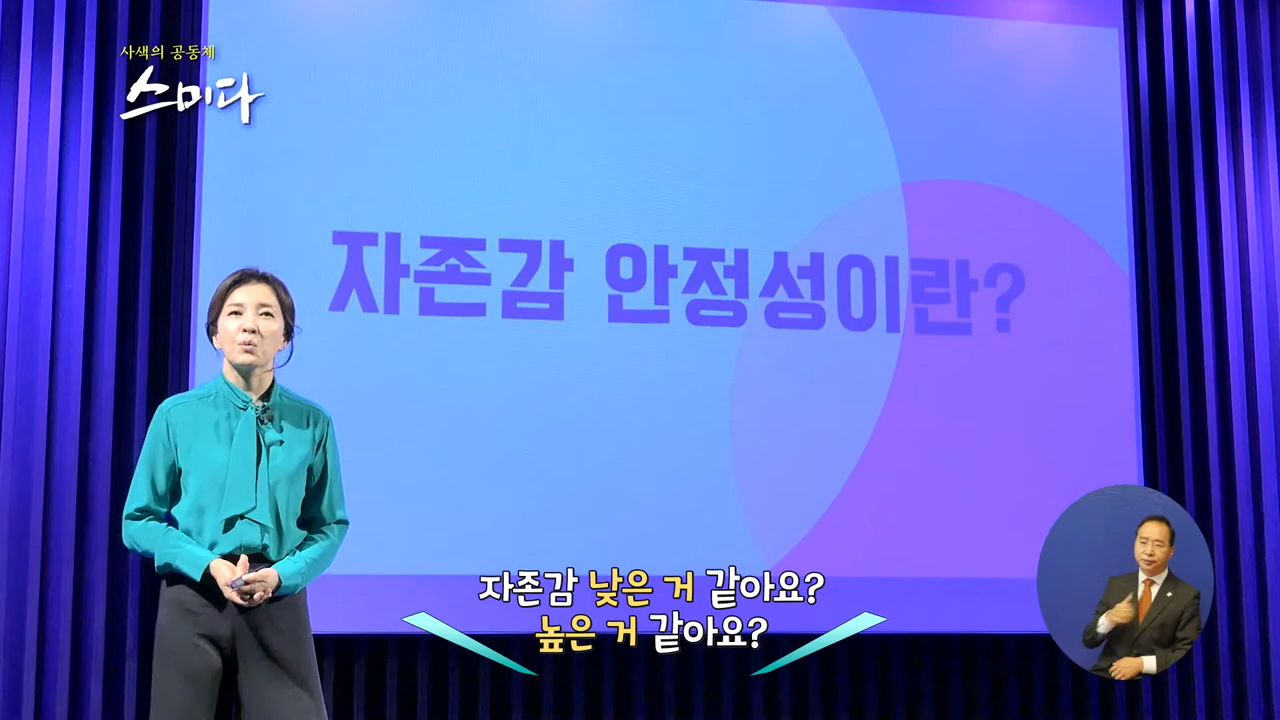 사색의 공동체
스미다
자존감 안정성이란?
자존감 낮은 거 같아요?
높은 거 같아요?